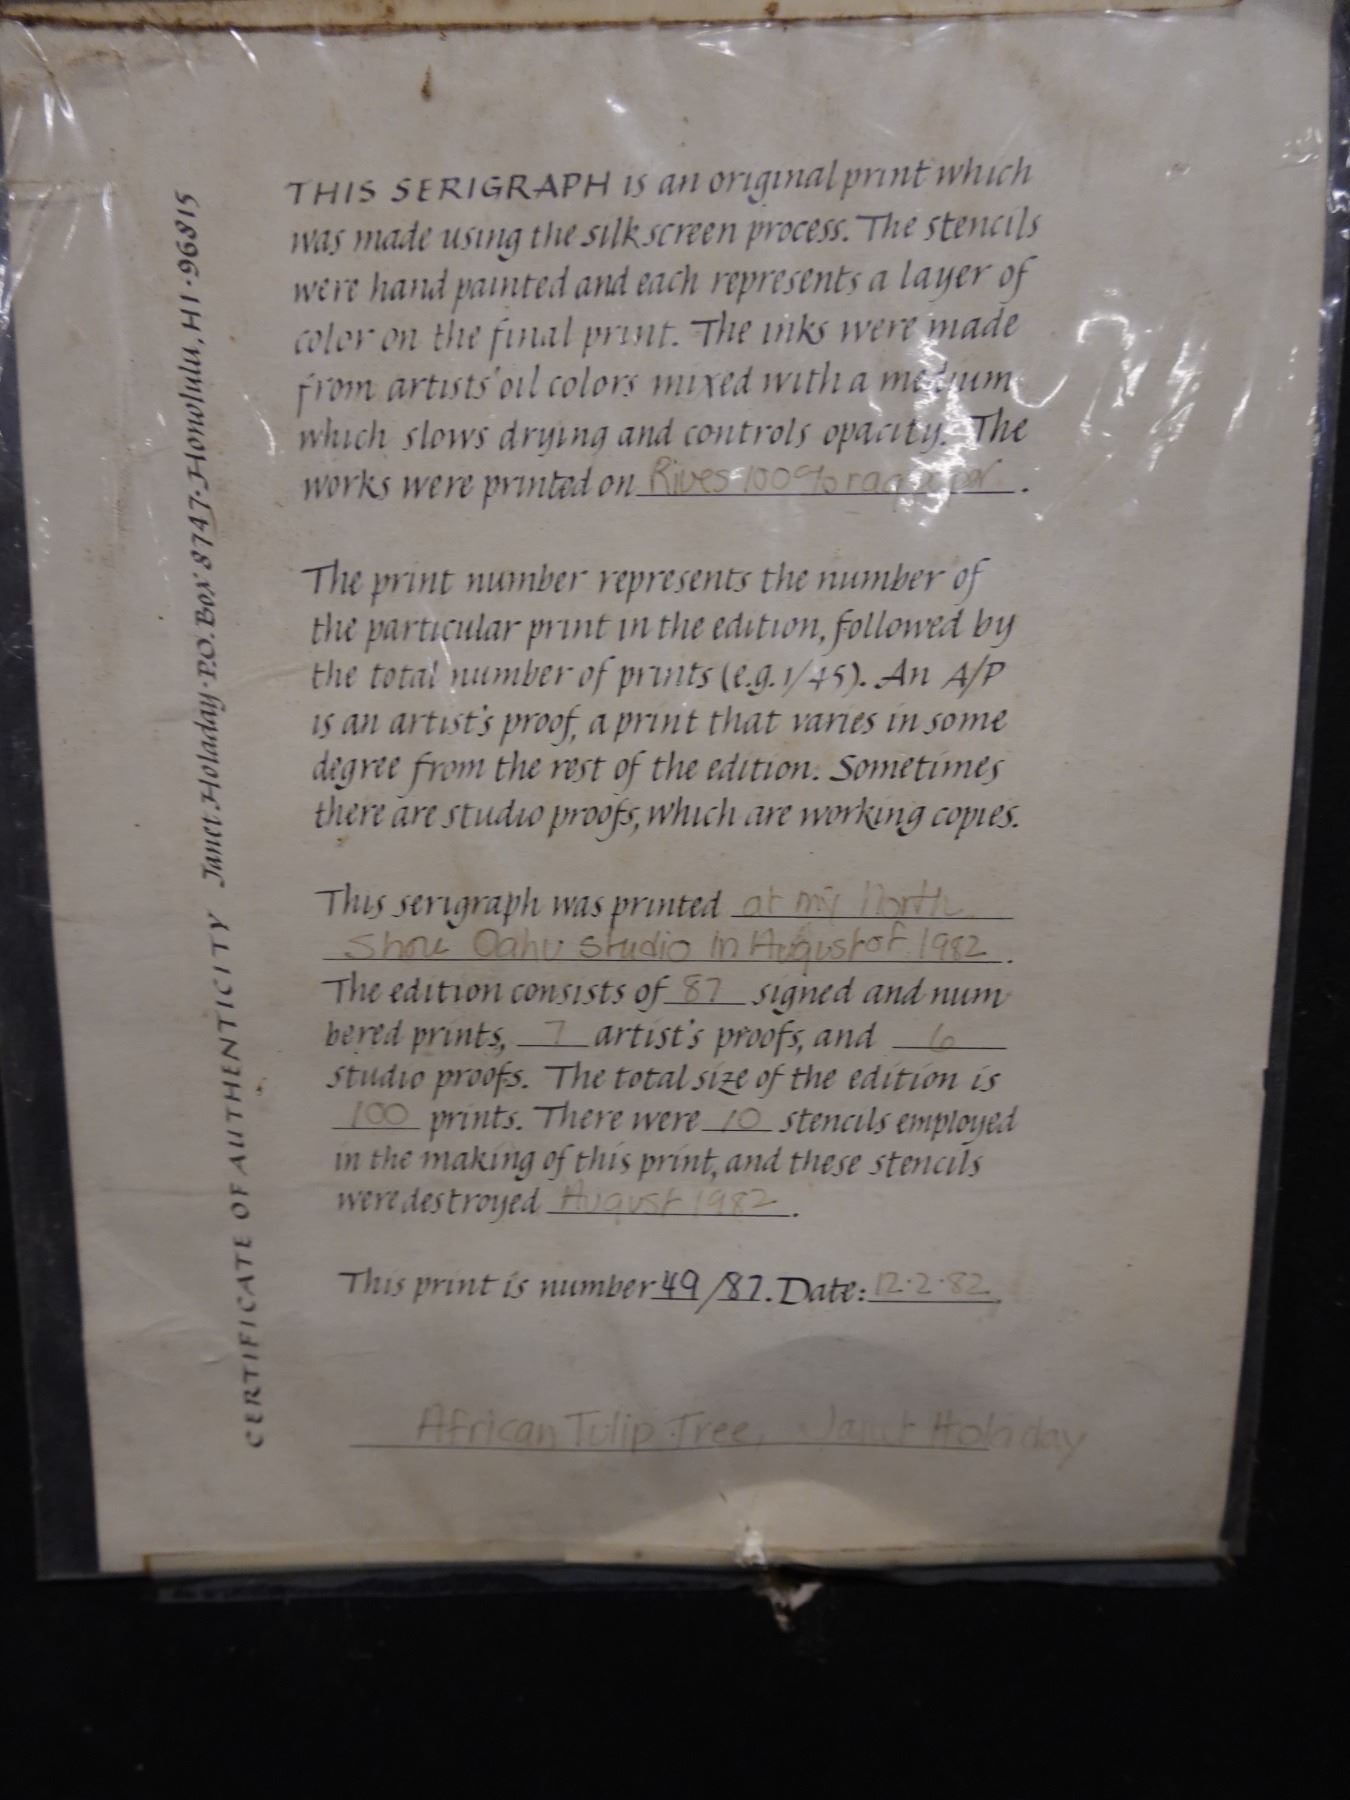 THIS SERIGRAPH is an original print which
was made using the silkscreen process. The stencils
were hand painted and each represents a layer of
color on the final print. The inks were made
from artists' oil colors mixed with a medium
which slows drying and controls opacity. The
works were printed on Rives 100% rag paper.
The print number represents the number of
the particular print in the edition, followed by
the total number of prints (e.g. 1/45). An A/P
is an artist's proof, a print that varies in some
degree from the rest of the edition. Sometimes
there are studio proofs, which are working copies.
This serigraph was printed at my North
Shore Oahu studio in August of 1982.
The edition consists of 87 signed and num
bered prints, 7 artist's proofs, and 6
studio proofs. The total size of the edition is
100 prints. There were 10 stencils employed
in the making of this print, and these stencils
were destroyed August 1982.
This print is number 49/87. Date: 12·2·82
African Tulip Tree, Janet Holaday
CERTIFICATE OF AUTHENTICITY Janet Holaday·P.O. Box 8747·Honolulu, HI·96815